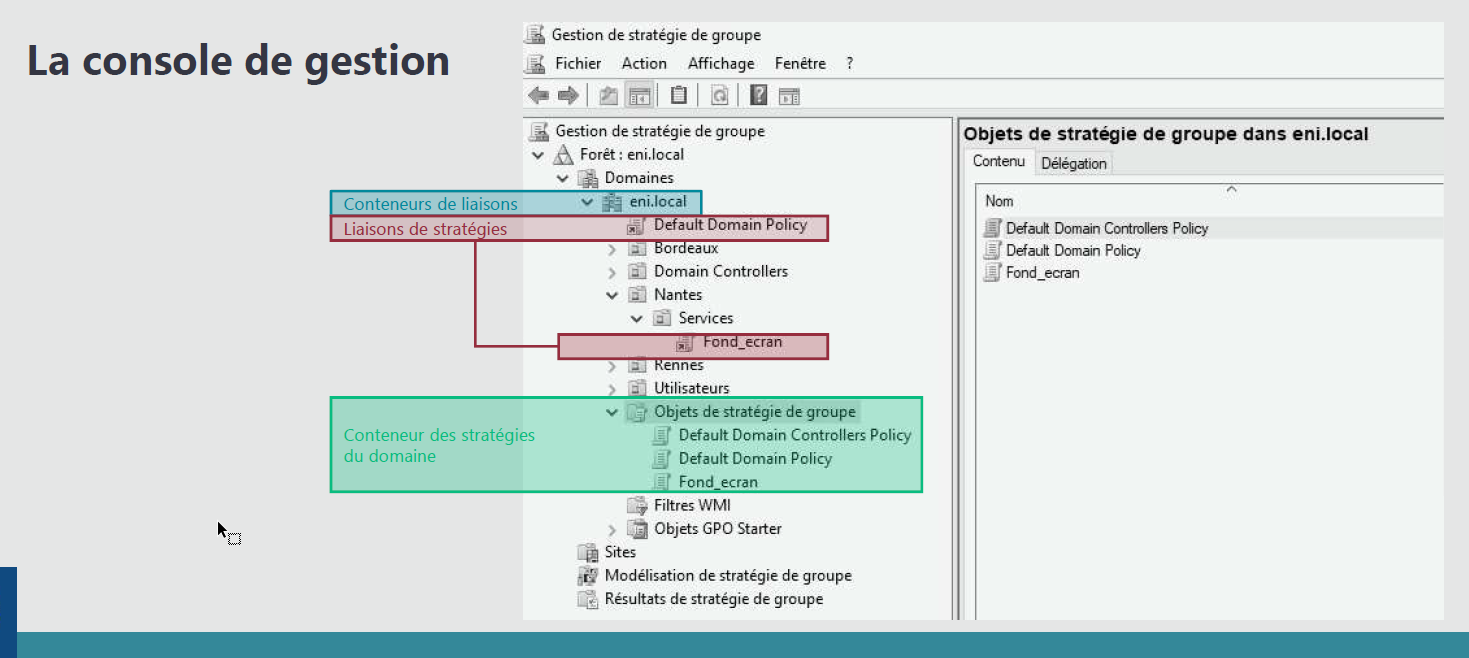 La console de gestion
Gestion de stratégie de groupe
Fichier Action Affichage Fenêtre ?
Gestion de stratégie de groupe
Forêt : eni.local
Domaines
Conteneurs de liaisons
eni.local
Liaisons de stratégies
Default Domain Policy
Bordeaux
Domain Controllers
Nantes
Services
Fond_ecran
Rennes
Utilisateurs
Conteneur des stratégies
du domaine
Objets de stratégie de groupe
Default Domain Controllers Policy
Default Domain Policy
Fond_ecran
Filtres WMI
Objets GPO Starter
Sites
Modélisation de stratégie de groupe
Résultats de stratégie de groupe
Objets de stratégie de groupe dans eni.local
Contenu Délégation
Nom
Default Domain Controllers Policy
Default Domain Policy
Fond_ecran